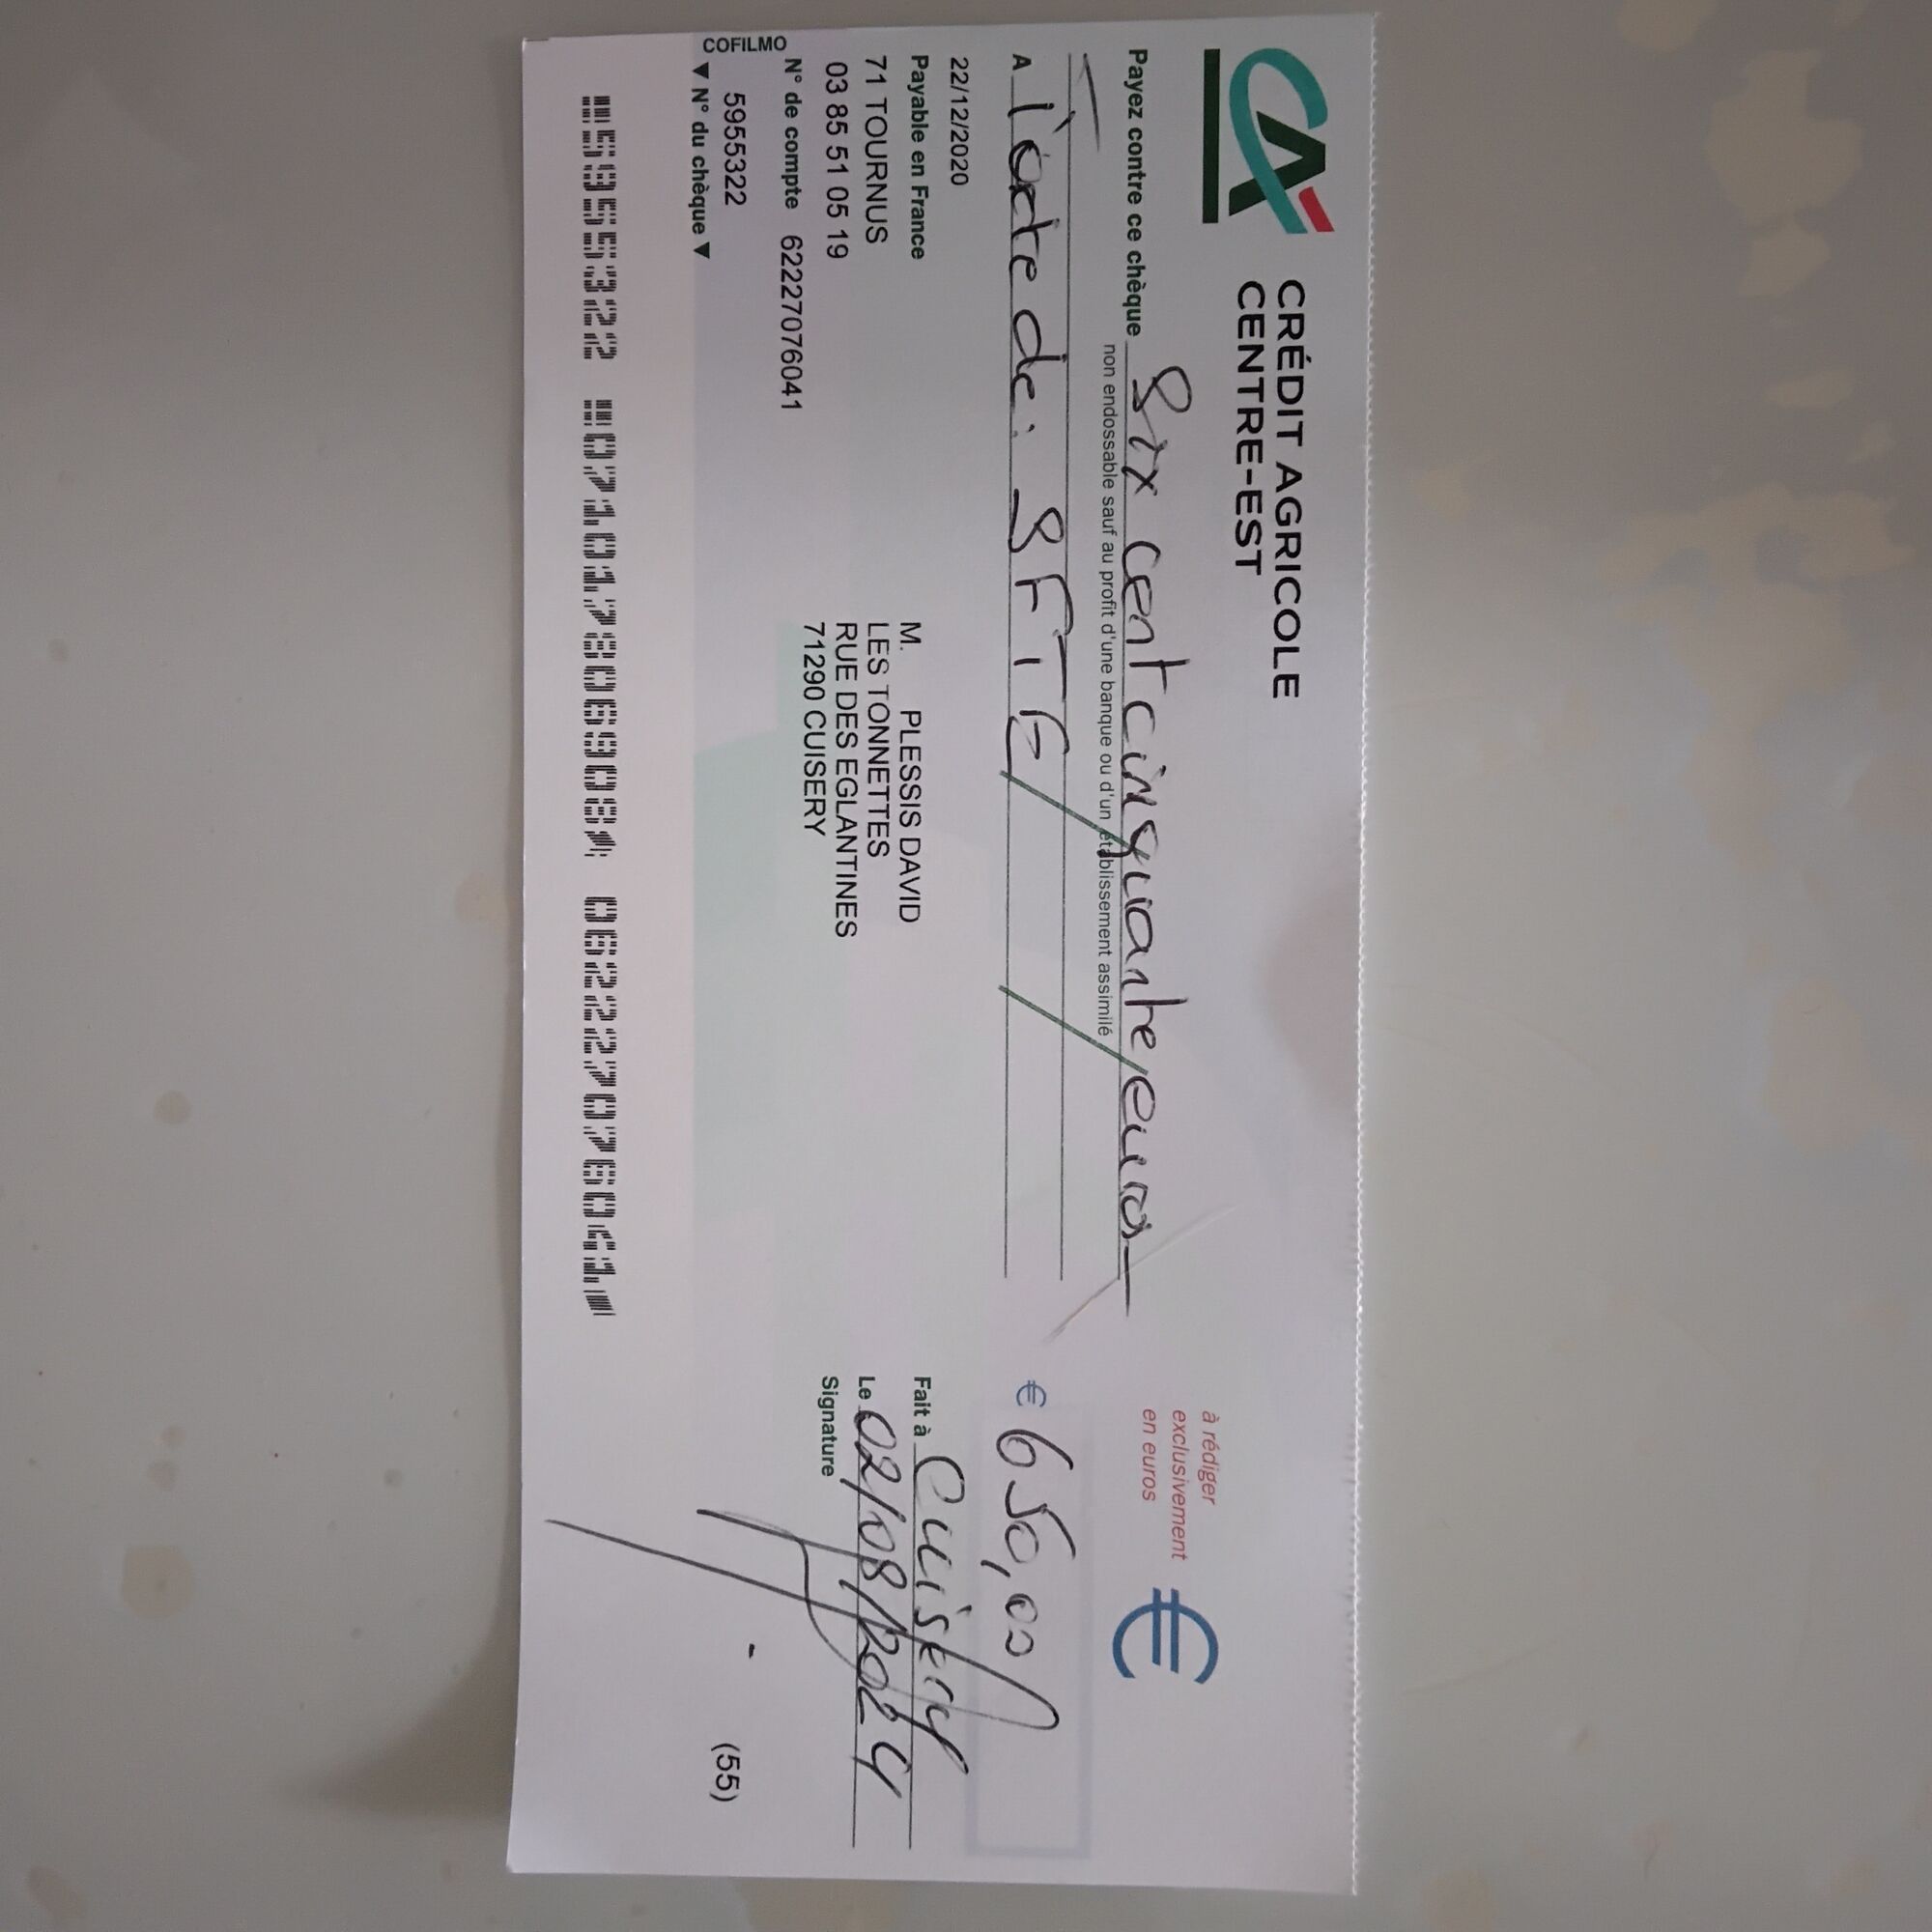 CA
CRÉDIT AGRICOLE
CENTRE-EST
à rédiger
exclusivement
en euros
€
Payez contre ce chèque Six cent cinquante euros
non endossable sauf au profit d'une banque ou d'un établissement assimilé
€ 650,00
A l'ordre de: SFTE
22/12/2020
Payable en France
71 TOURNUS
03 85 51 05 19
N° de compte 62227076041
M. PLESSIS DAVID
LES TONNETTES
RUE DES EGLANTINES
71290 CUISERY
Fait à Cuisery
Le 02/08/2024
Signature
COFILMO
5955322
▼ N° du chèque ▼
(55)
5955322 071017806908 062227076041